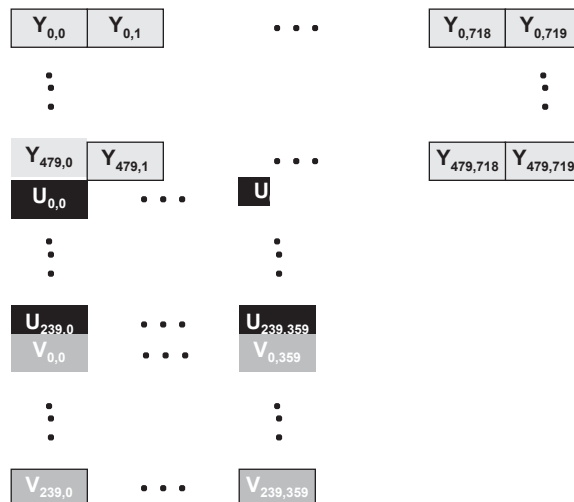 Y0,0 Y0,1 • • • Y0,718 Y0,719
Y479,0 Y479,1 • • • Y479,718 Y479,719
U0,0 • • • U
U239,0 • • • U239,359
V0,0 • • • V0,359
V239,0 • • • V239,359